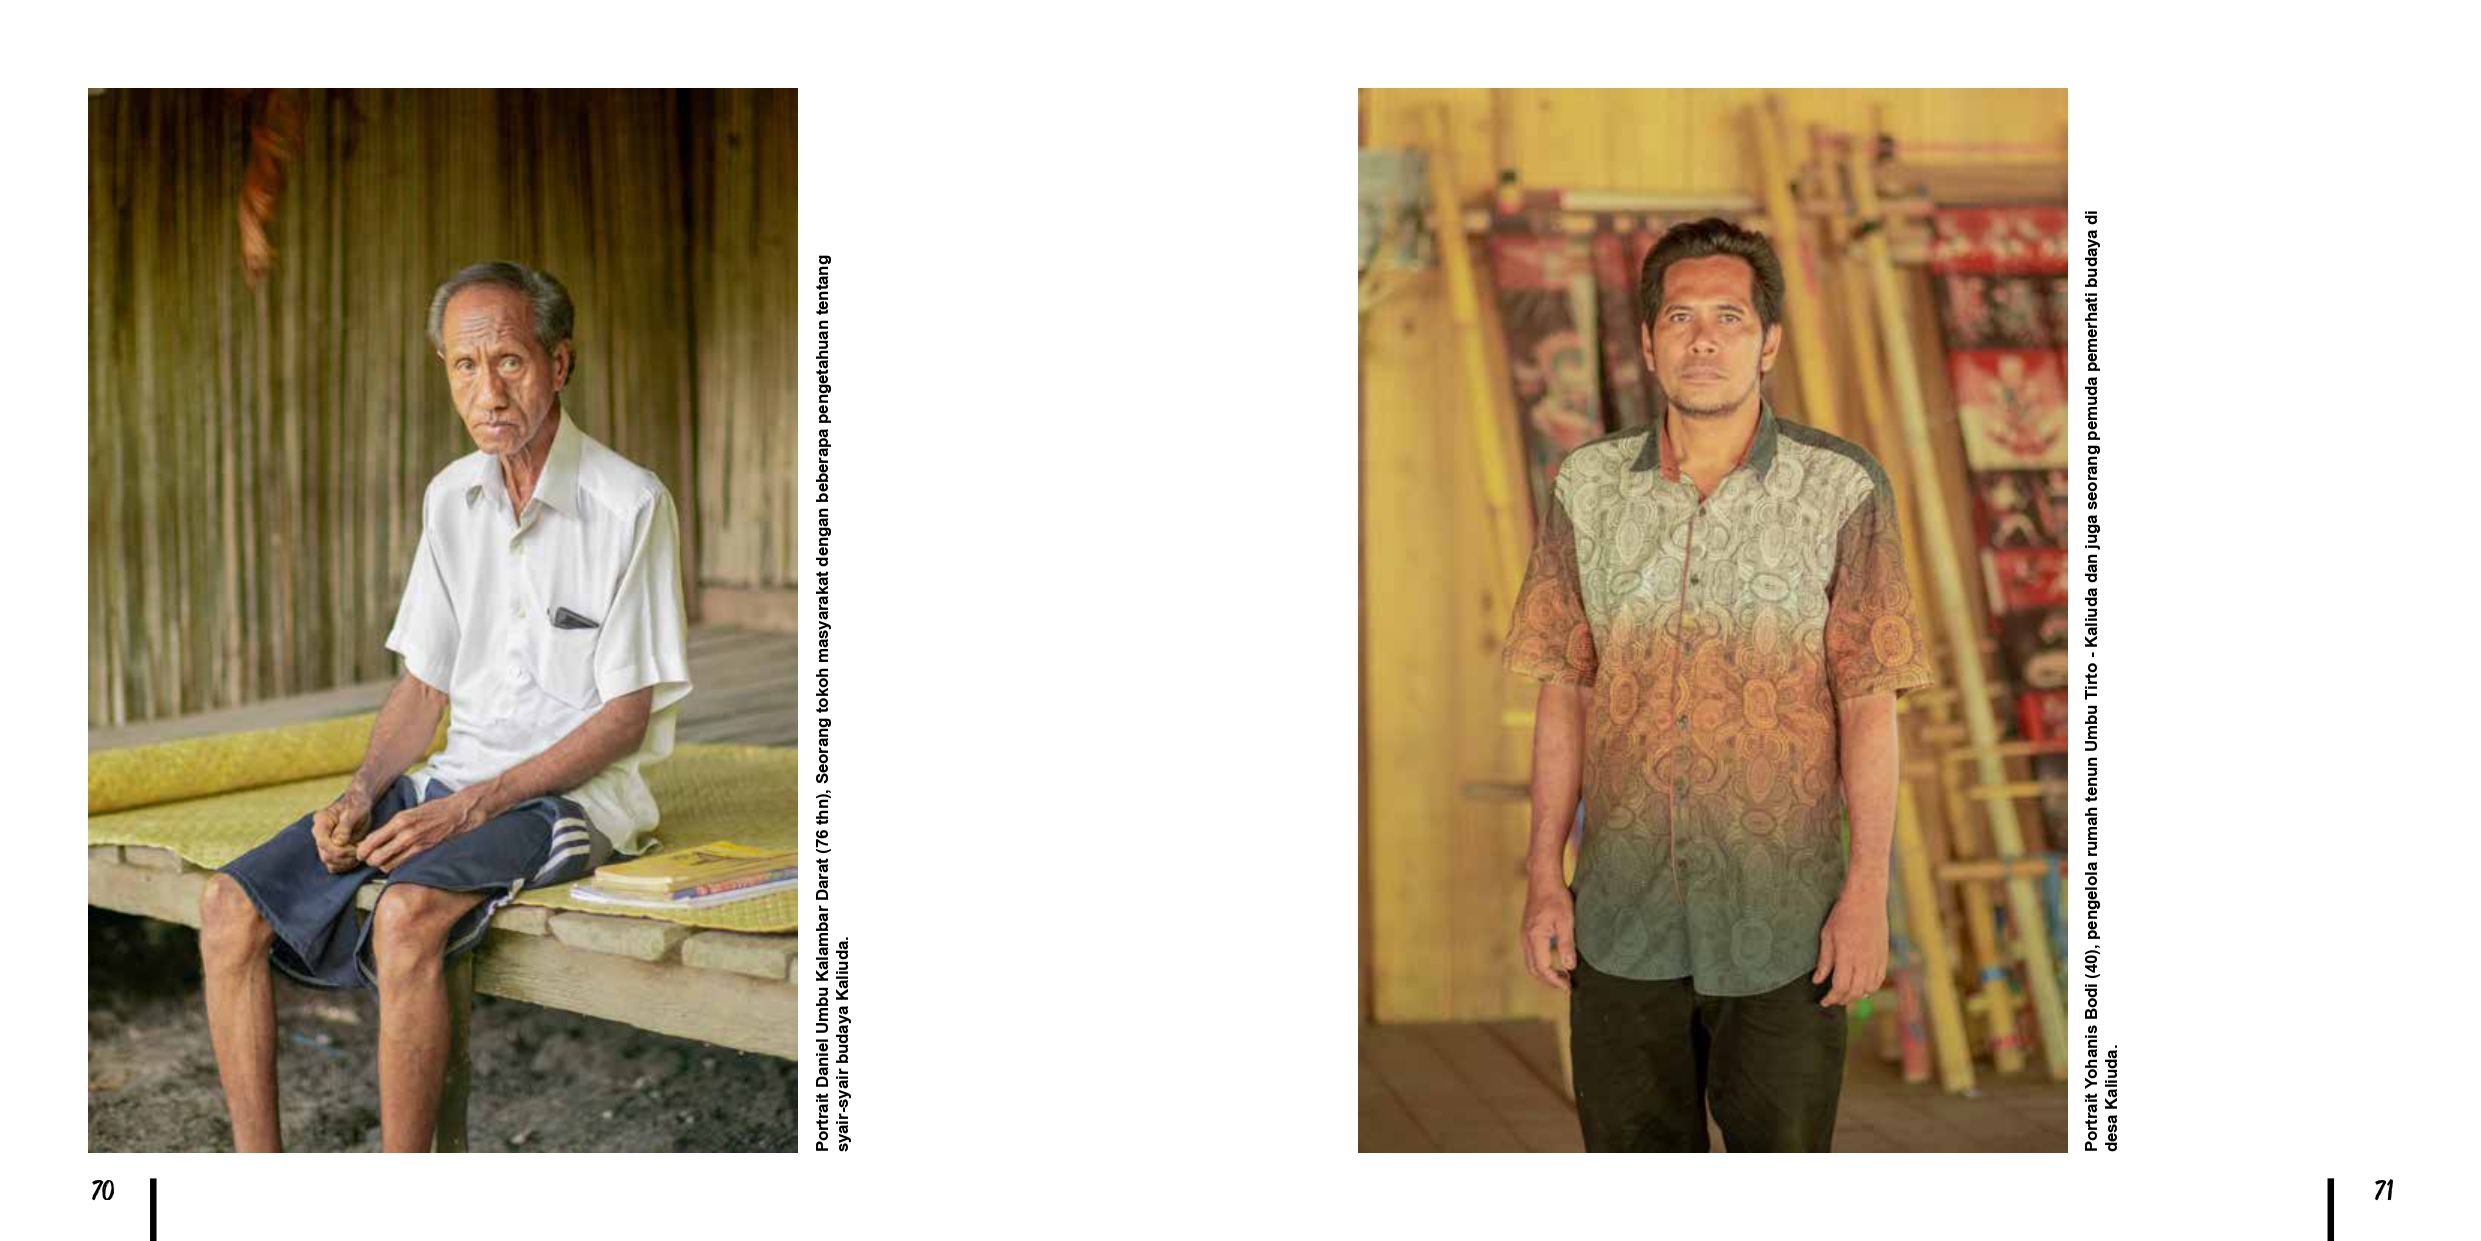 Portrait Daniel Umbu Kalambar Darat (76 thn), Seorang tokoh masyarakat dengan beberapa pengetahuan tentang
syair-syair budaya Kaliuda.
70
Portrait Yohanis Bodi (40), pengelola rumah tenun Umbu Tirto - Kaliuda dan juga seorang pemuda pemerhati budaya di
desa Kaliuda.
71